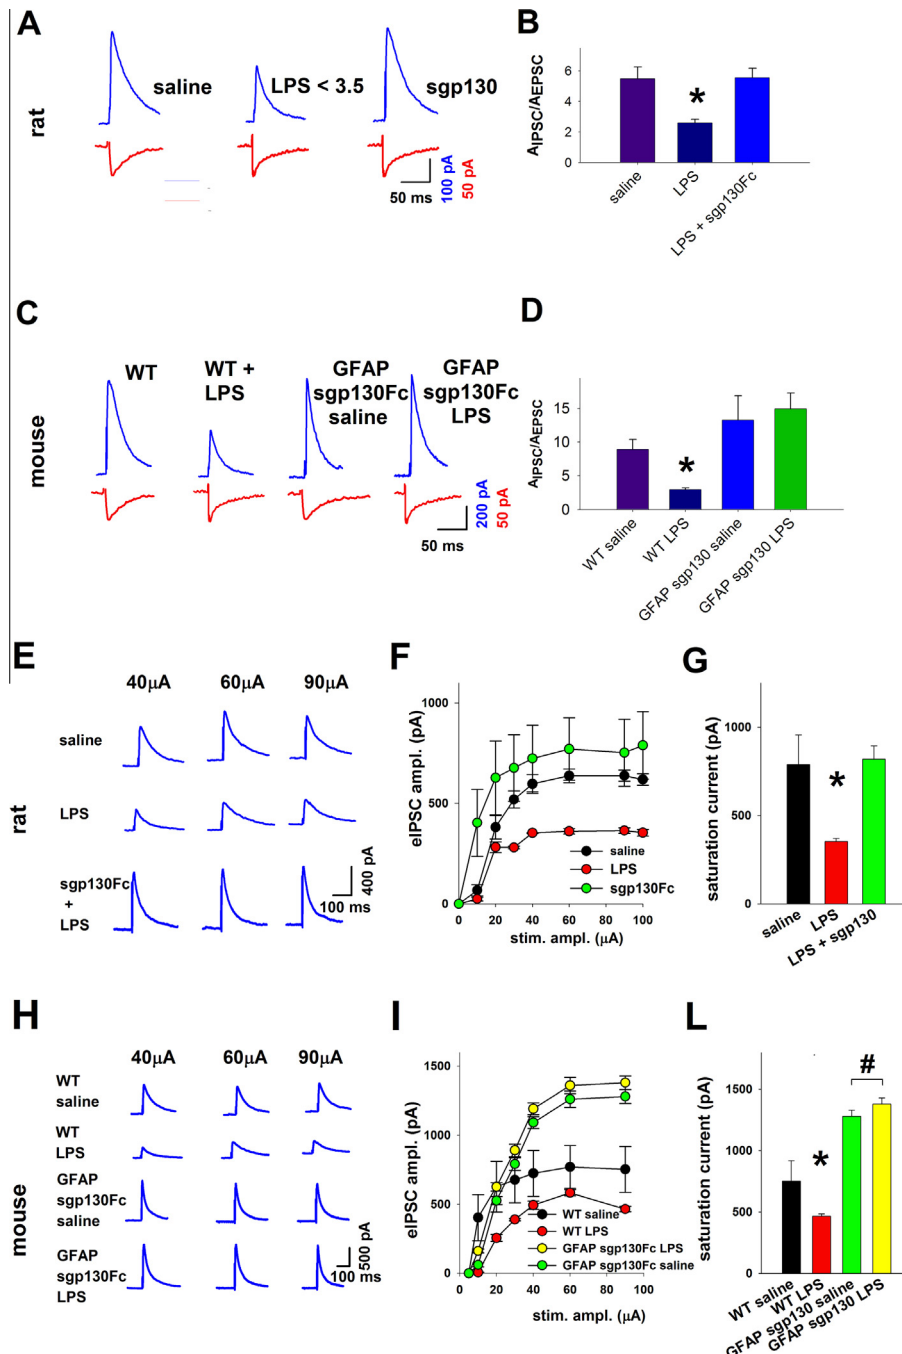 A
rat
saline
LPS < 3.5
sgp130
50 ms
100 pA
50 pA
B
AIPSC/AEPSC
6
4
2
0
saline
*
LPS
LPS + sgp130Fc
C
mouse
WT
WT +
LPS
GFAP
sgp130Fc
saline
GFAP
sgp130Fc
LPS
50 ms
200 pA
50 pA
D
AIPSC/AEPSC
15
10
5
0
*
WT saline
WT LPS
GFAP sgp130 saline
GFAP sgp130 LPS
E
rat
40µA
60µA
90µA
saline
LPS
sgp130Fc
+
LPS
400 pA
100 ms
F
eIPSC ampl. (pA)
1000
500
0
saline
LPS
sgp130Fc
0
20
40
60
80
100
stim. ampl. (µA)
G
saturation current (pA)
1000
500
0
*
saline
LPS
LPS + sgp130
H
mouse
40µA
60µA
90µA
WT
saline
WT
LPS
GFAP
sgp130Fc
saline
GFAP
sgp130Fc
LPS
500 pA
100 ms
I
eIPSC ampl. (pA)
1500
1000
500
0
WT saline
WT LPS
GFAP sgp130Fc LPS
GFAP sgp130Fc saline
20
40
60
80
100
stim. ampl. (µA)
L
saturation current (pA)
1500
1000
500
0
*
#
WT saline
WT LPS
GFAP sgp130 saline
GFAP sgp130 LPS